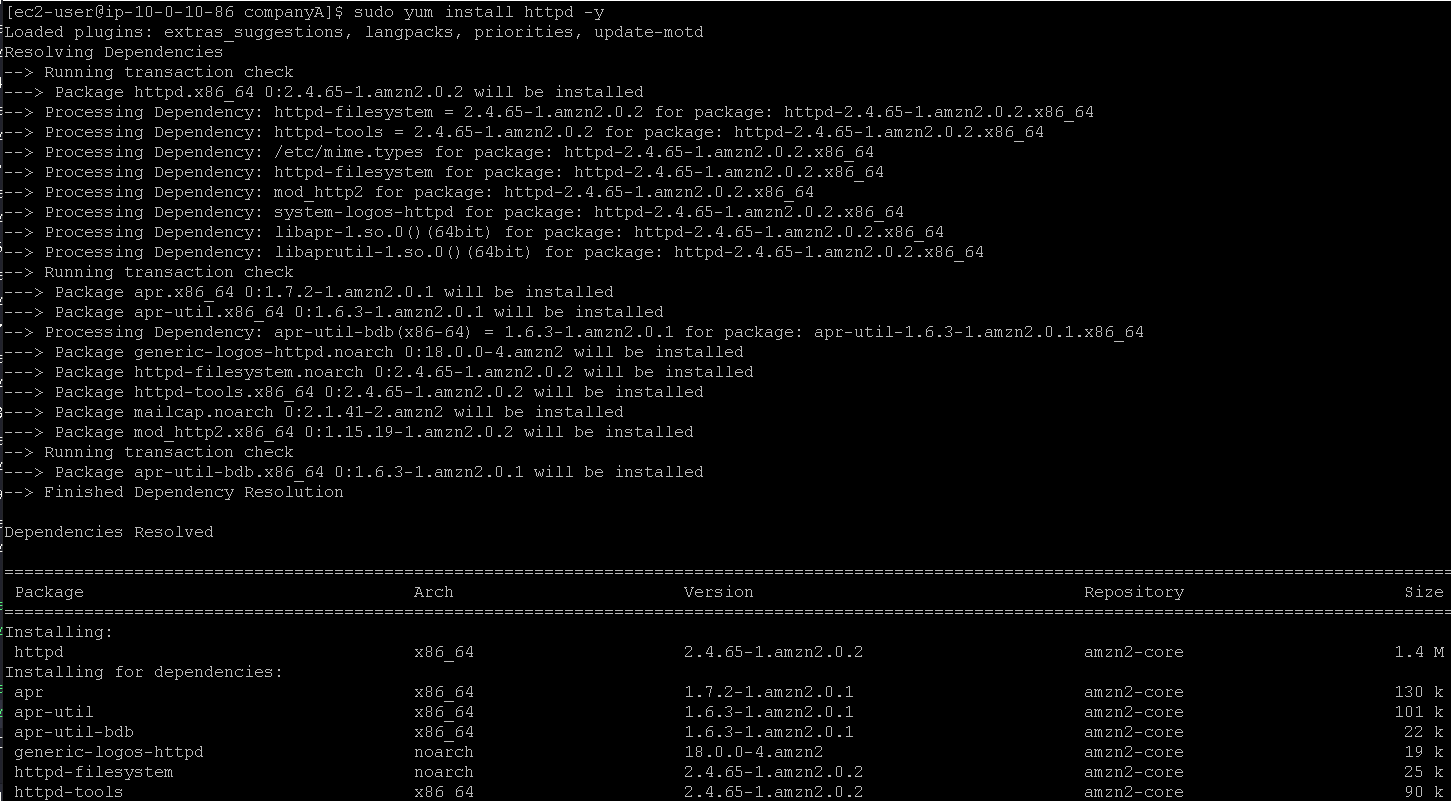 [ec2-user@ip-10-0-10-86 companyA]$ sudo yum install httpd -y
Loaded plugins: extras_suggestions, langpacks, priorities, update-motd
Resolving Dependencies
--> Running transaction check
---> Package httpd.x86_64 0:2.4.65-1.amzn2.0.2 will be installed
--> Processing Dependency: httpd-filesystem = 2.4.65-1.amzn2.0.2 for package: httpd-2.4.65-1.amzn2.0.2.x86_64
--> Processing Dependency: httpd-tools = 2.4.65-1.amzn2.0.2 for package: httpd-2.4.65-1.amzn2.0.2.x86_64
--> Processing Dependency: /etc/mime.types for package: httpd-2.4.65-1.amzn2.0.2.x86_64
--> Processing Dependency: httpd-filesystem for package: httpd-2.4.65-1.amzn2.0.2.x86_64
--> Processing Dependency: mod_http2 for package: httpd-2.4.65-1.amzn2.0.2.x86_64
--> Processing Dependency: system-logos-httpd for package: httpd-2.4.65-1.amzn2.0.2.x86_64
--> Processing Dependency: libapr-1.so.0()(64bit) for package: httpd-2.4.65-1.amzn2.0.2.x86_64
--> Processing Dependency: libaprutil-1.so.0()(64bit) for package: httpd-2.4.65-1.amzn2.0.2.x86_64
--> Running transaction check
---> Package apr.x86_64 0:1.7.2-1.amzn2.0.1 will be installed
---> Package apr-util.x86_64 0:1.6.3-1.amzn2.0.1 will be installed
--> Processing Dependency: apr-util-bdb(x86-64) = 1.6.3-1.amzn2.0.1 for package: apr-util-1.6.3-1.amzn2.0.1.x86_64
---> Package generic-logos-httpd.noarch 0:18.0.0-4.amzn2 will be installed
---> Package httpd-filesystem.noarch 0:2.4.65-1.amzn2.0.2 will be installed
---> Package httpd-tools.x86_64 0:2.4.65-1.amzn2.0.2 will be installed
---> Package mailcap.noarch 0:2.1.41-2.amzn2 will be installed
---> Package mod_http2.x86_64 0:1.15.19-1.amzn2.0.2 will be installed
--> Running transaction check
---> Package apr-util-bdb.x86_64 0:1.6.3-1.amzn2.0.1 will be installed
--> Finished Dependency Resolution
Dependencies Resolved
================================================================================
Package Arch Version Repository Size
================================================================================
Installing:
httpd x86_64 2.4.65-1.amzn2.0.2 amzn2-core 1.4 M
Installing for dependencies:
apr x86_64 1.7.2-1.amzn2.0.1 amzn2-core 130 k
apr-util x86_64 1.6.3-1.amzn2.0.1 amzn2-core 101 k
apr-util-bdb x86_64 1.6.3-1.amzn2.0.1 amzn2-core 22 k
generic-logos-httpd noarch 18.0.0-4.amzn2 amzn2-core 19 k
httpd-filesystem noarch 2.4.65-1.amzn2.0.2 amzn2-core 25 k
httpd-tools x86_64 2.4.65-1.amzn2.0.2 amzn2-core 90 k